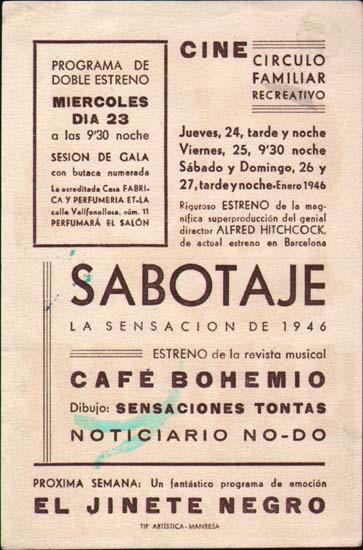 PROGRAMA DE
DOBLE ESTRENO
MIERCOLES
DIA 23
a las 9'30 noche
SESION DE GALA
con butaca numerada
La acreditada Casa FABRI-
CA Y PERFUMERIA ET-LA
calle Vallfonollosa, núm. 11
PERFUMARÁ EL SALÓN
CINE
CIRCULO
FAMILIAR
RECREATIVO
Jueves, 24, tarde y noche
Viernes, 25, 9'30 noche
Sábado y Domingo, 26 y
27, tarde y noche-Enero 1946
Riguroso ESTRENO de la mag-
nífica superproducción del genial
director ALFRED HITCHCOCK,
de actual estreno en Barcelona
SABOTAJE
LA SENSACION DE 1946
ESTRENO de la revista musical
CAFÉ BOHEMIO
Dibujo: SENSACIONES TONTAS
NOTICIARIO NO-DO
PROXIMA SEMANA: Un fantástico programa de emoción
EL JINETE NEGRO
TIP ARTÍSTICA - MANRESA